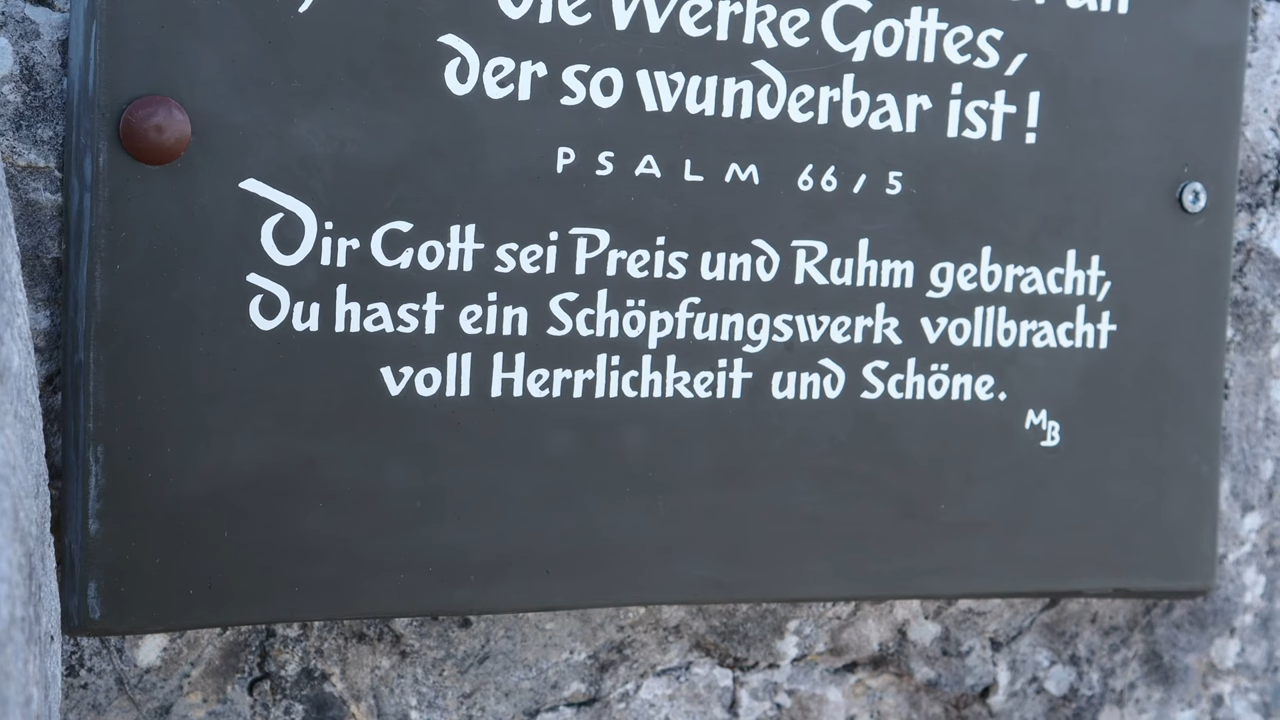 die Werke Gottes,
der so wunderbar ist!
PSALM 66/5
Dir Gott sei Preis und Ruhm gebracht,
Du hast ein Schöpfungswerk vollbracht
voll Herrlichkeit und Schöne.
MB